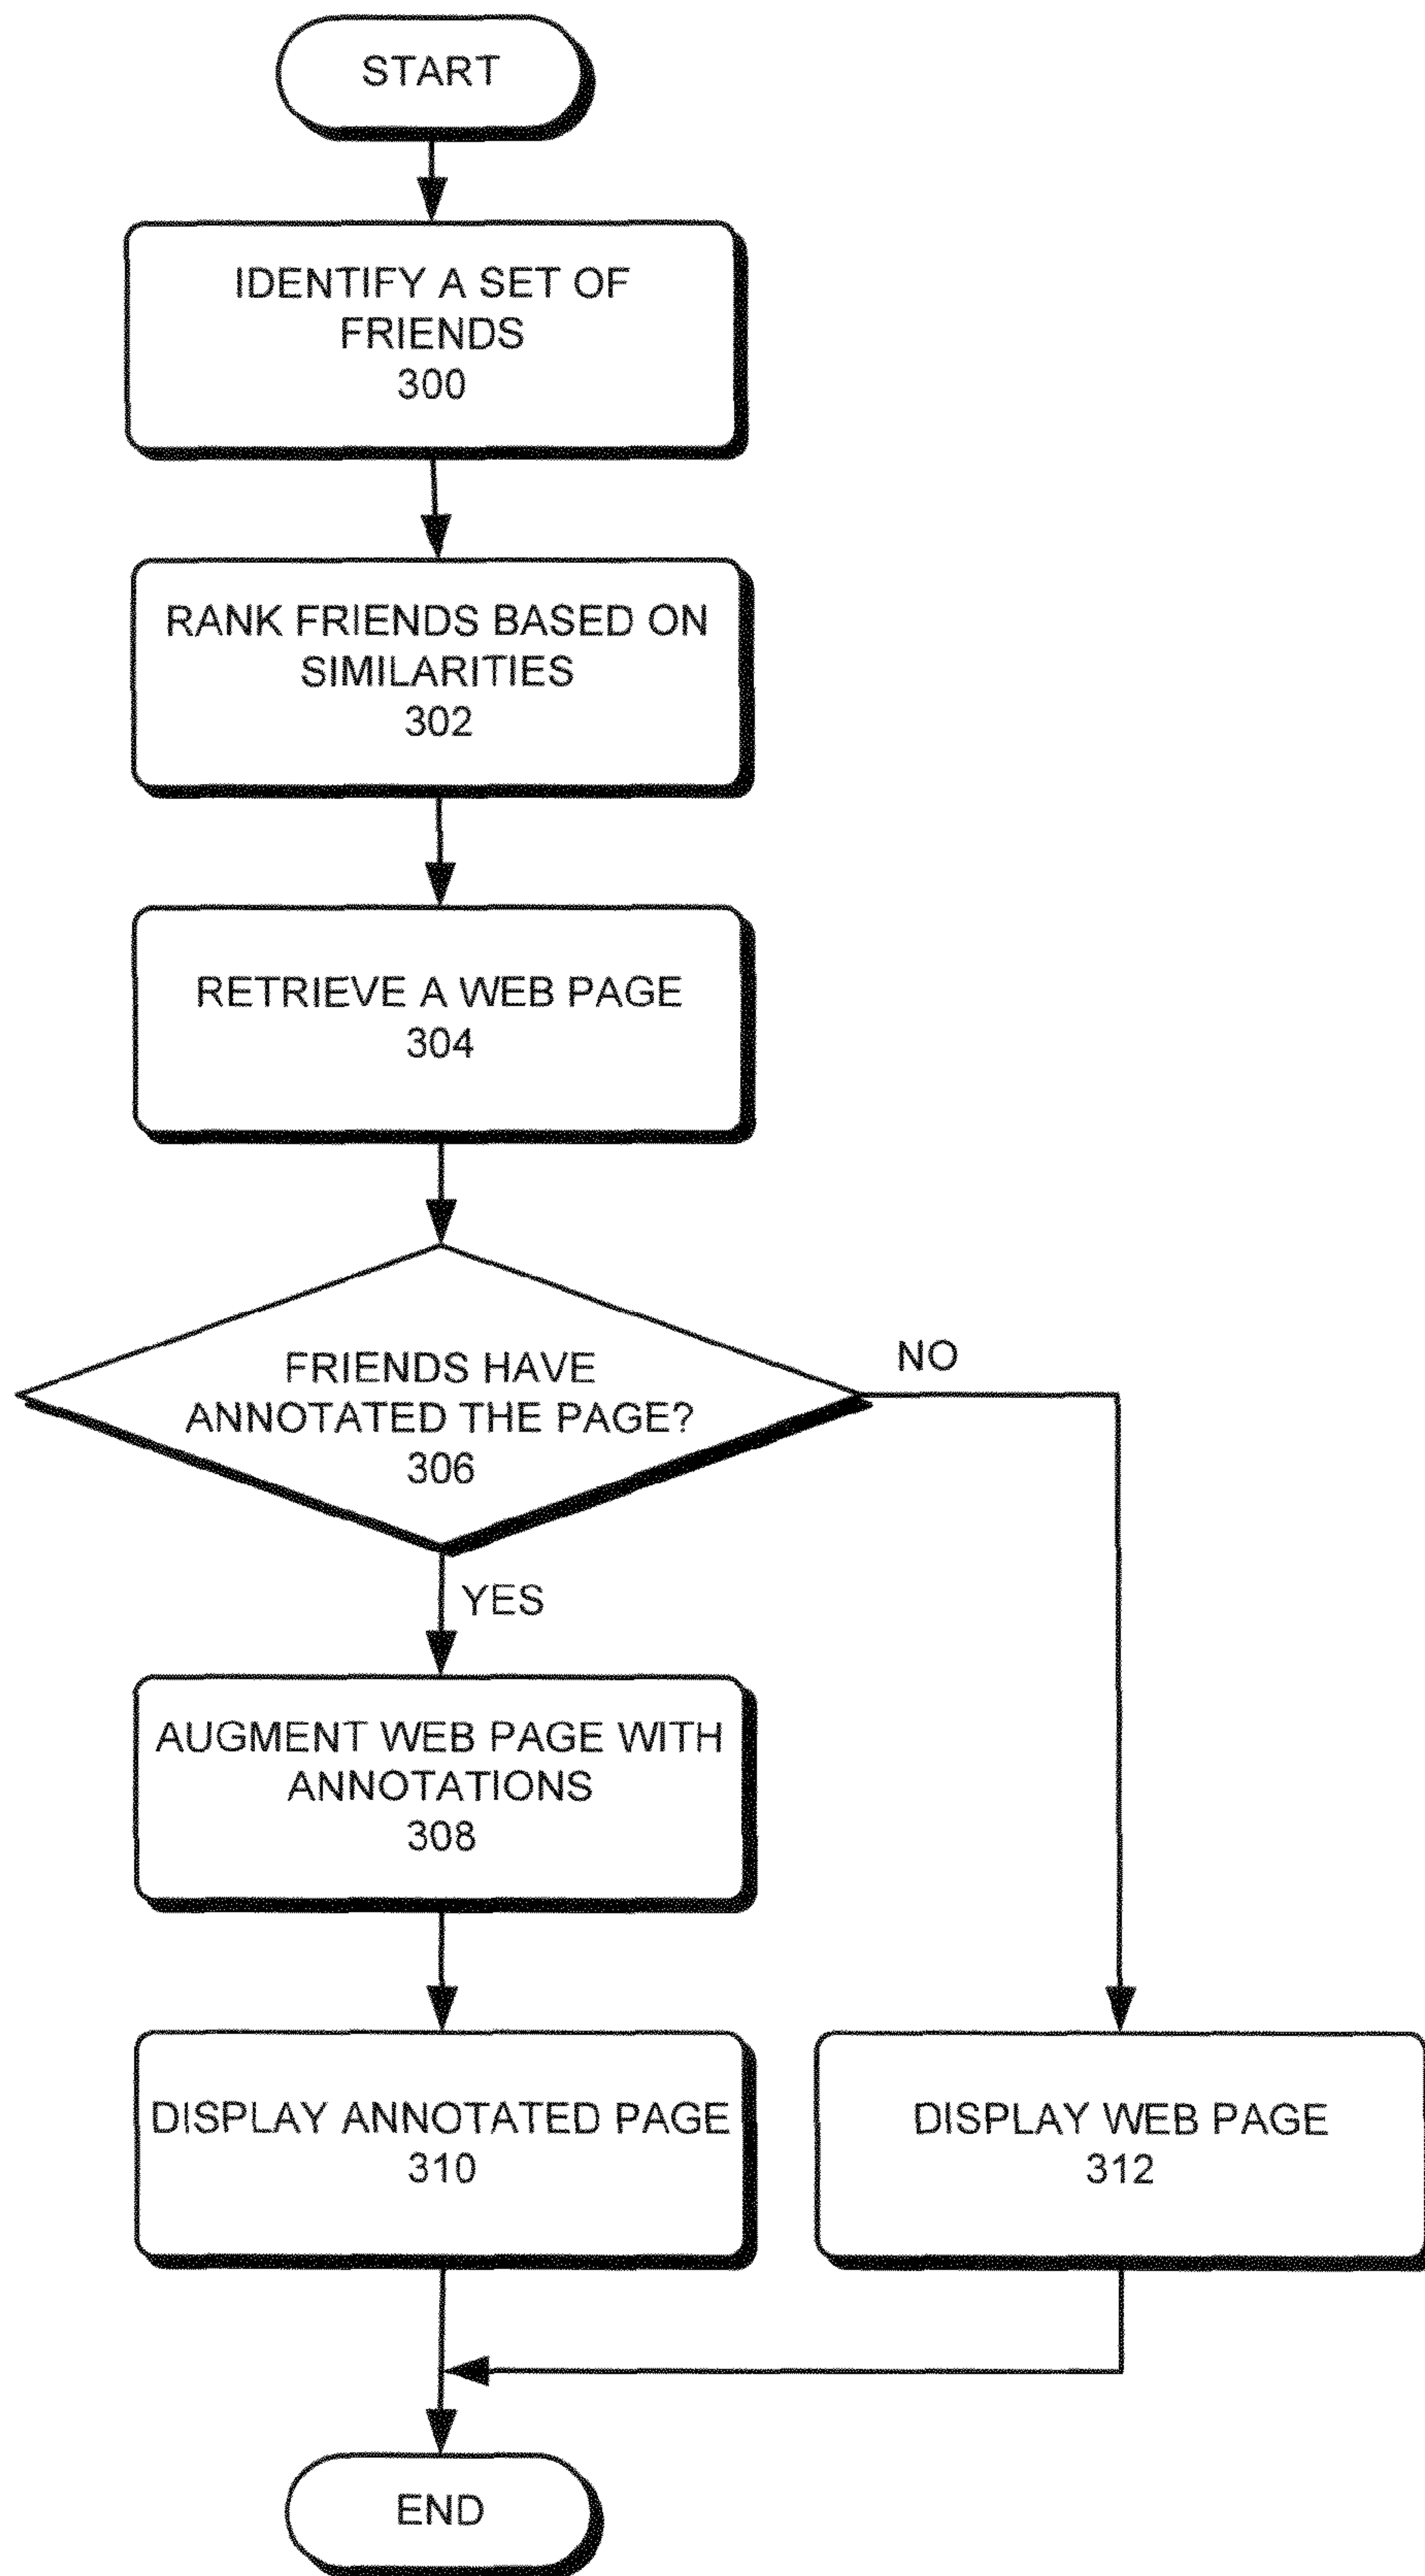 START
IDENTIFY A SET OF
FRIENDS
300
RANK FRIENDS BASED ON
SIMILARITIES
302
RETRIEVE A WEB PAGE
304
FRIENDS HAVE
ANNOTATED THE PAGE?
306
NO
YES
AUGMENT WEB PAGE WITH
ANNOTATIONS
308
DISPLAY ANNOTATED PAGE
310
DISPLAY WEB PAGE
312
END